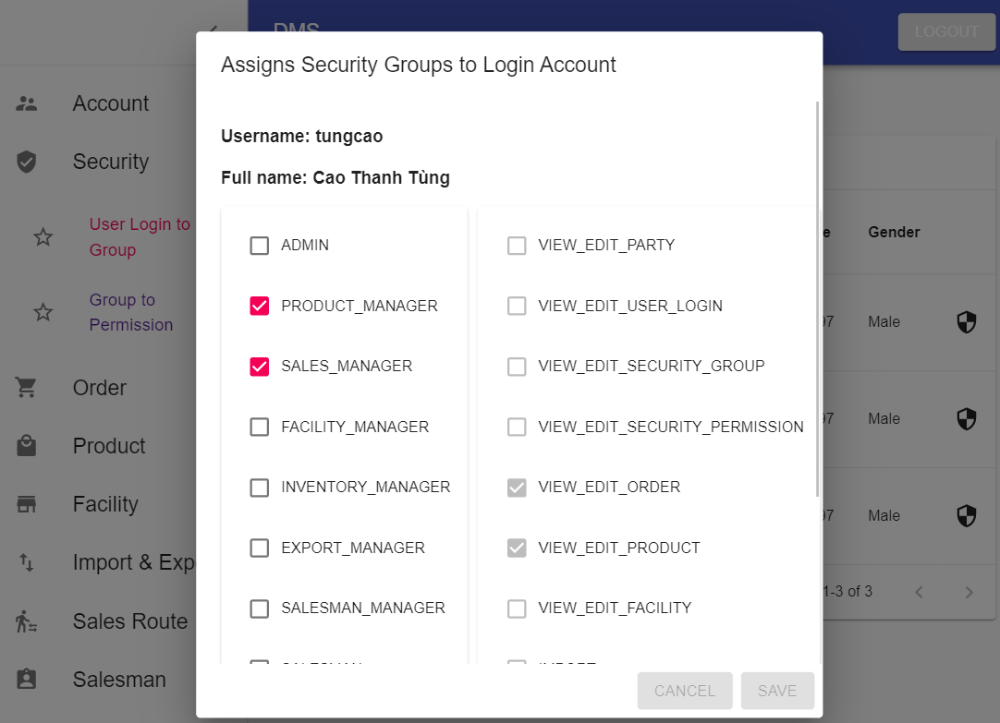 DMS
LOGOUT
Account
Security
User Login to
Group
Group to
Permission
Order
Product
Facility
Import & Exp
Sales Route
Salesman
Assigns Security Groups to Login Account
Username: tungcao
Full name: Cao Thanh Tùng
ADMIN
PRODUCT_MANAGER
SALES_MANAGER
FACILITY_MANAGER
INVENTORY_MANAGER
EXPORT_MANAGER
SALESMAN_MANAGER
VIEW_EDIT_PARTY
VIEW_EDIT_USER_LOGIN
VIEW_EDIT_SECURITY_GROUP
VIEW_EDIT_SECURITY_PERMISSION
VIEW_EDIT_ORDER
VIEW_EDIT_PRODUCT
VIEW_EDIT_FACILITY
CANCEL
SAVE
e
Gender
97
Male
97
Male
97
Male
1-3 of 3